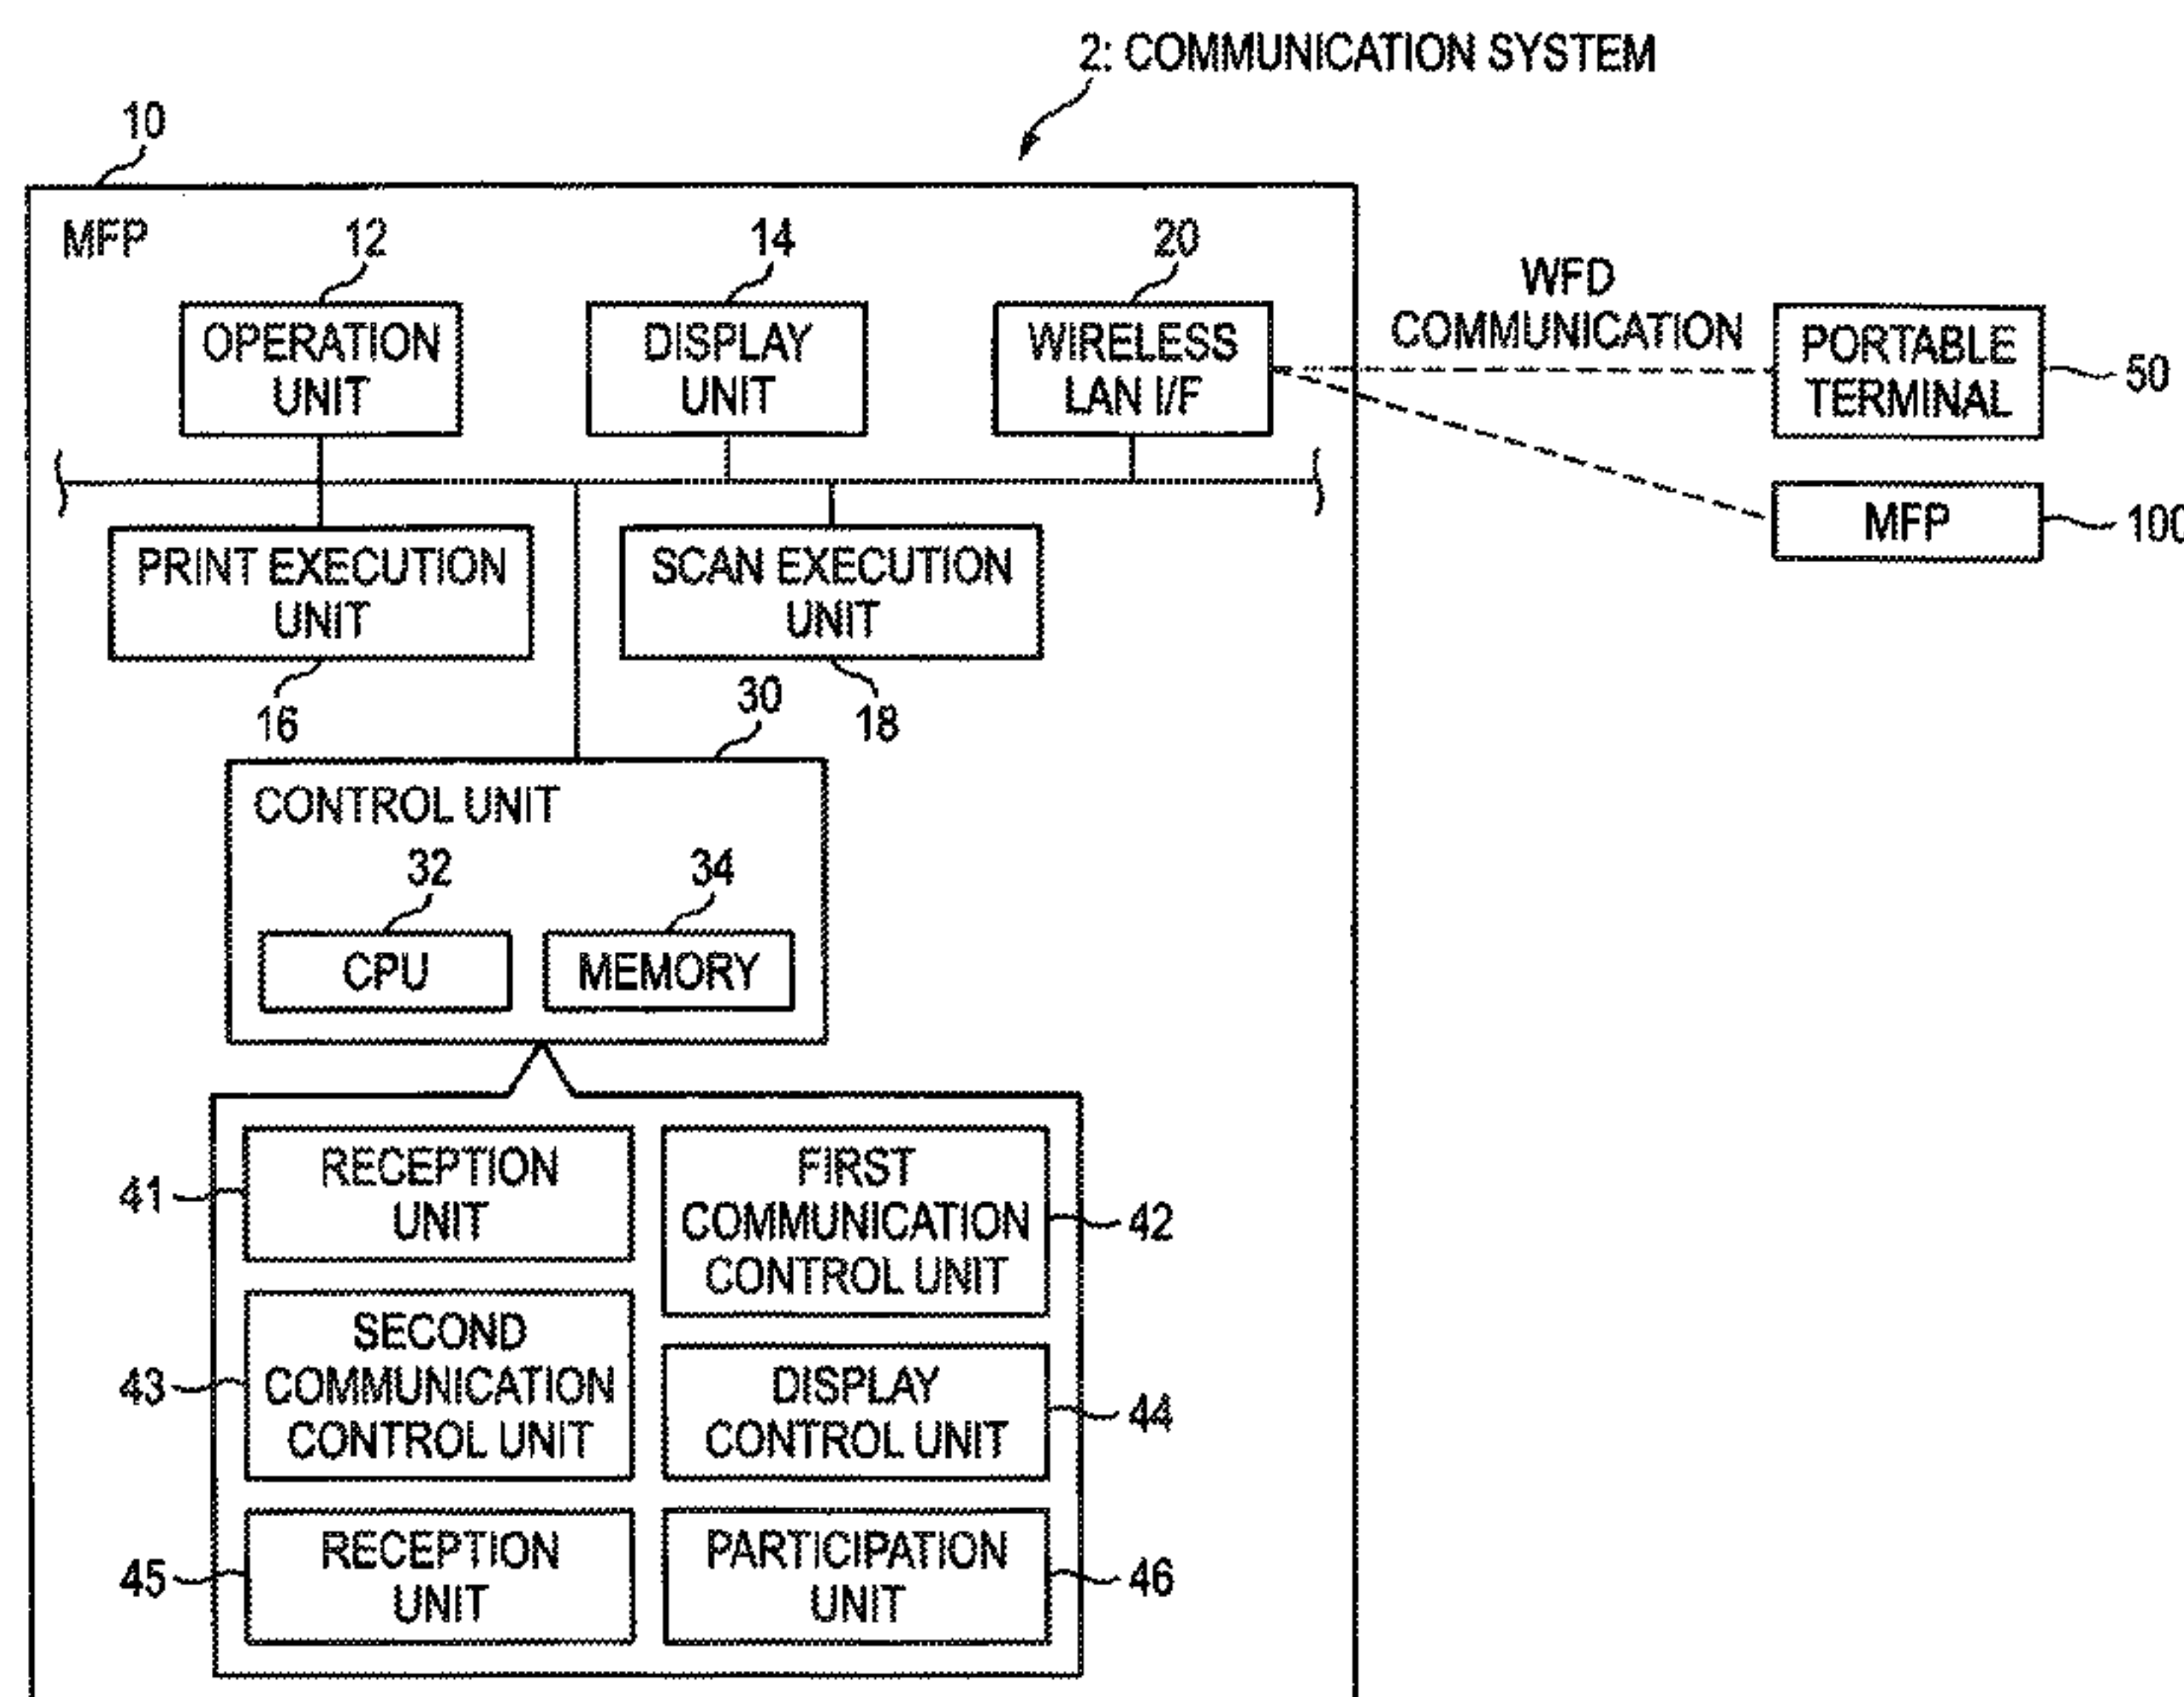 2: COMMUNICATION SYSTEM
10
MFP
12
14
20
OPERATION
UNIT
DISPLAY
UNIT
WIRELESS
LAN I/F
WFD
COMMUNICATION
PORTABLE
TERMINAL
50
MFP
100
PRINT EXECUTION
UNIT
SCAN EXECUTION
UNIT
16
18
30
CONTROL UNIT
32
34
CPU
MEMORY
41
RECEPTION
UNIT
FIRST
COMMUNICATION
CONTROL UNIT
42
43
SECOND
COMMUNICATION
CONTROL UNIT
DISPLAY
CONTROL UNIT
44
45
RECEPTION
UNIT
PARTICIPATION
UNIT
46